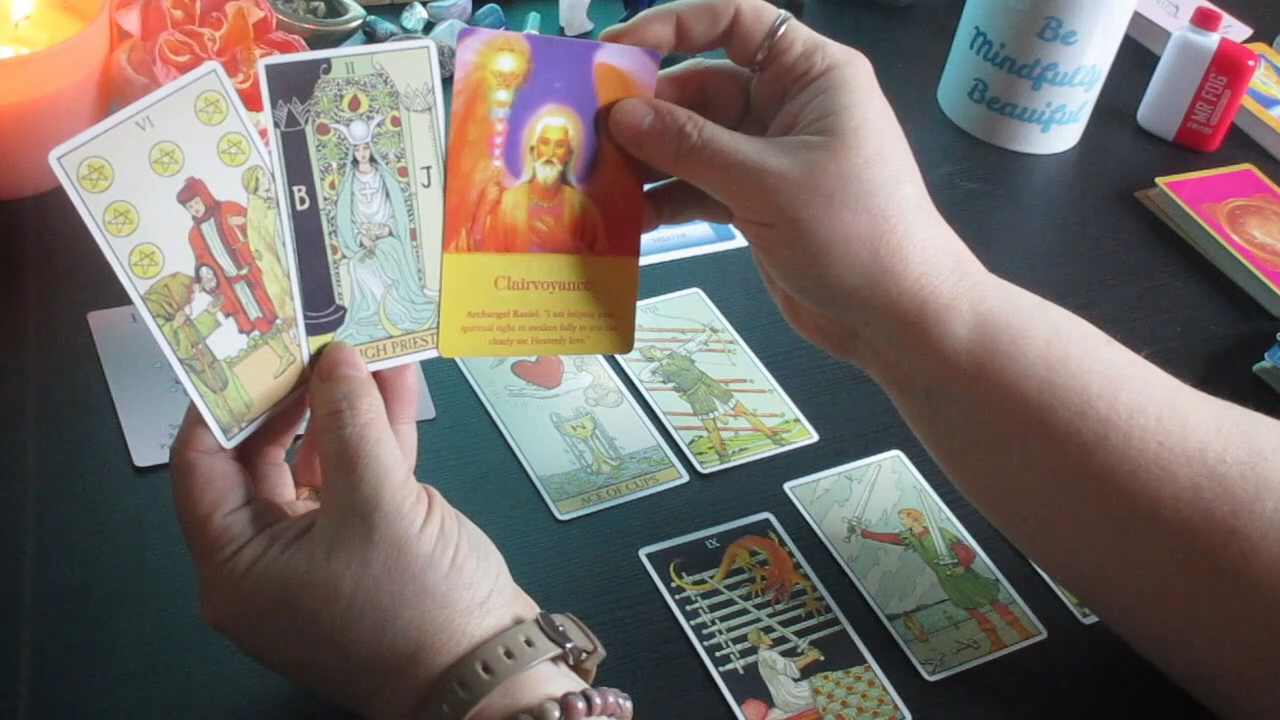 Be
Mindfully
Beautiful
MR FOG
VI
II
B
J
HIGH PRIEST
Clairvoyance
Archangel Raziel: "I am helping your
spiritual sight to awaken fully so you can
clearly see Heavenly love."
ACE OF CUPS
IX